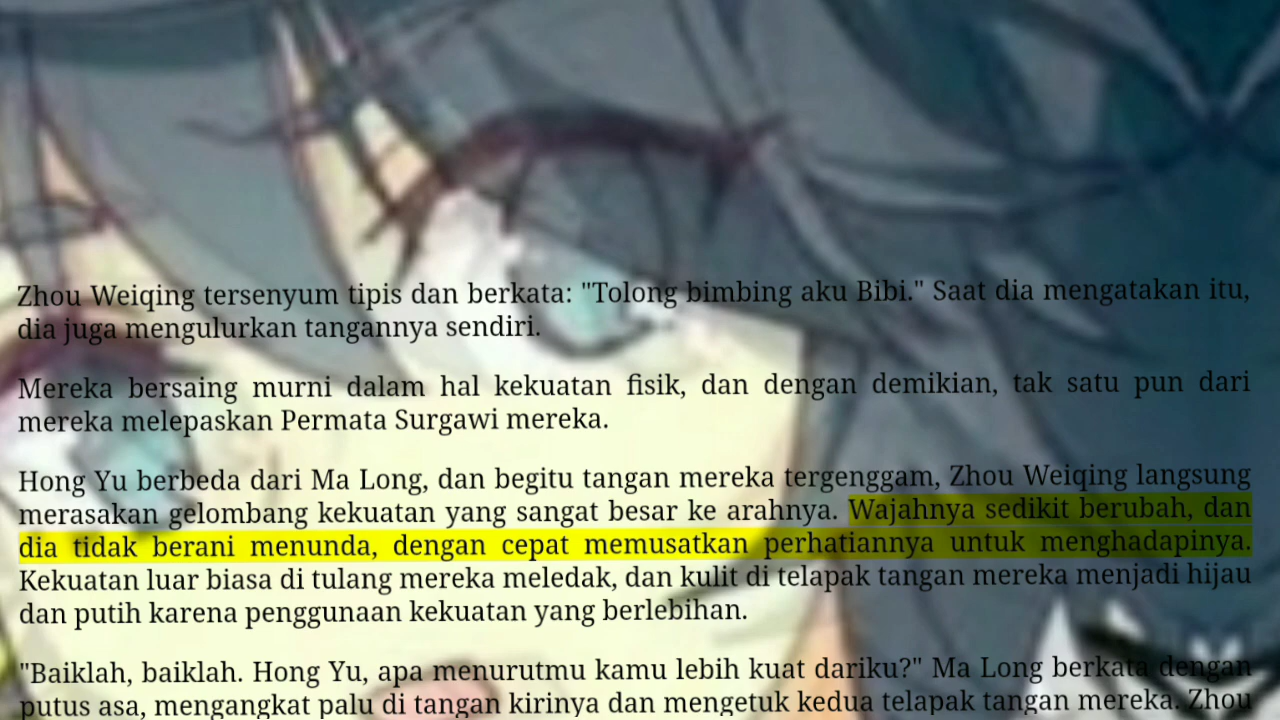 Zhou Weiqing tersenyum tipis dan berkata: "Tolong bimbing aku Bibi." Saat dia mengatakan itu,
dia juga mengulurkan tangannya sendiri.
Mereka bersaing murni dalam hal kekuatan fisik, dan dengan demikian, tak satu pun dari
mereka melepaskan Permata Surgawi mereka.
Hong Yu berbeda dari Ma Long, dan begitu tangan mereka tergenggam, Zhou Weiqing langsung
merasakan gelombang kekuatan yang sangat besar ke arahnya. Wajahnya sedikit berubah, dan
dia tidak berani menunda, dengan cepat memusatkan perhatiannya untuk menghadapinya.
Kekuatan luar biasa di tulang mereka meledak, dan kulit di telapak tangan mereka menjadi hijau
dan putih karena penggunaan kekuatan yang berlebihan.
"Baiklah, baiklah. Hong Yu, apa menurutmu kamu lebih kuat dariku?" Ma Long berkata dengan
putus asa, mengangkat palu di tangan kirinya dan mengetuk kedua telapak tangan mereka. Zhou